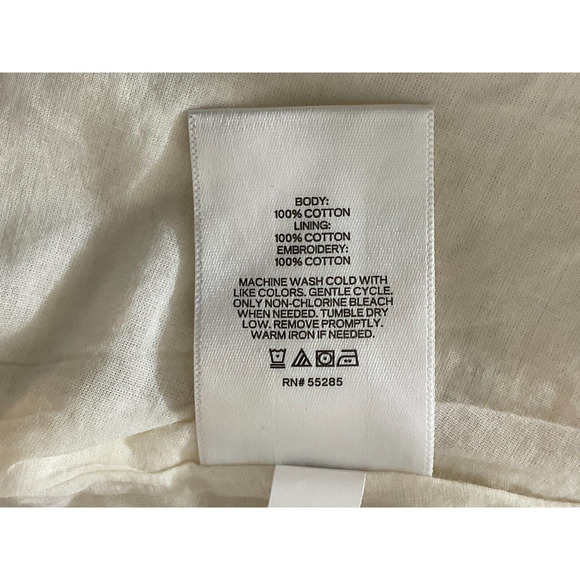 BODY:
100% COTTON
LINING:
100% COTTON
EMBROIDERY:
100% COTTON
MACHINE WASH COLD WITH
LIKE COLORS. GENTLE CYCLE.
ONLY NON-CHLORINE BLEACH
WHEN NEEDED. TUMBLE DRY
LOW. REMOVE PROMPTLY.
WARM IRON IF NEEDED.
RN# 55285